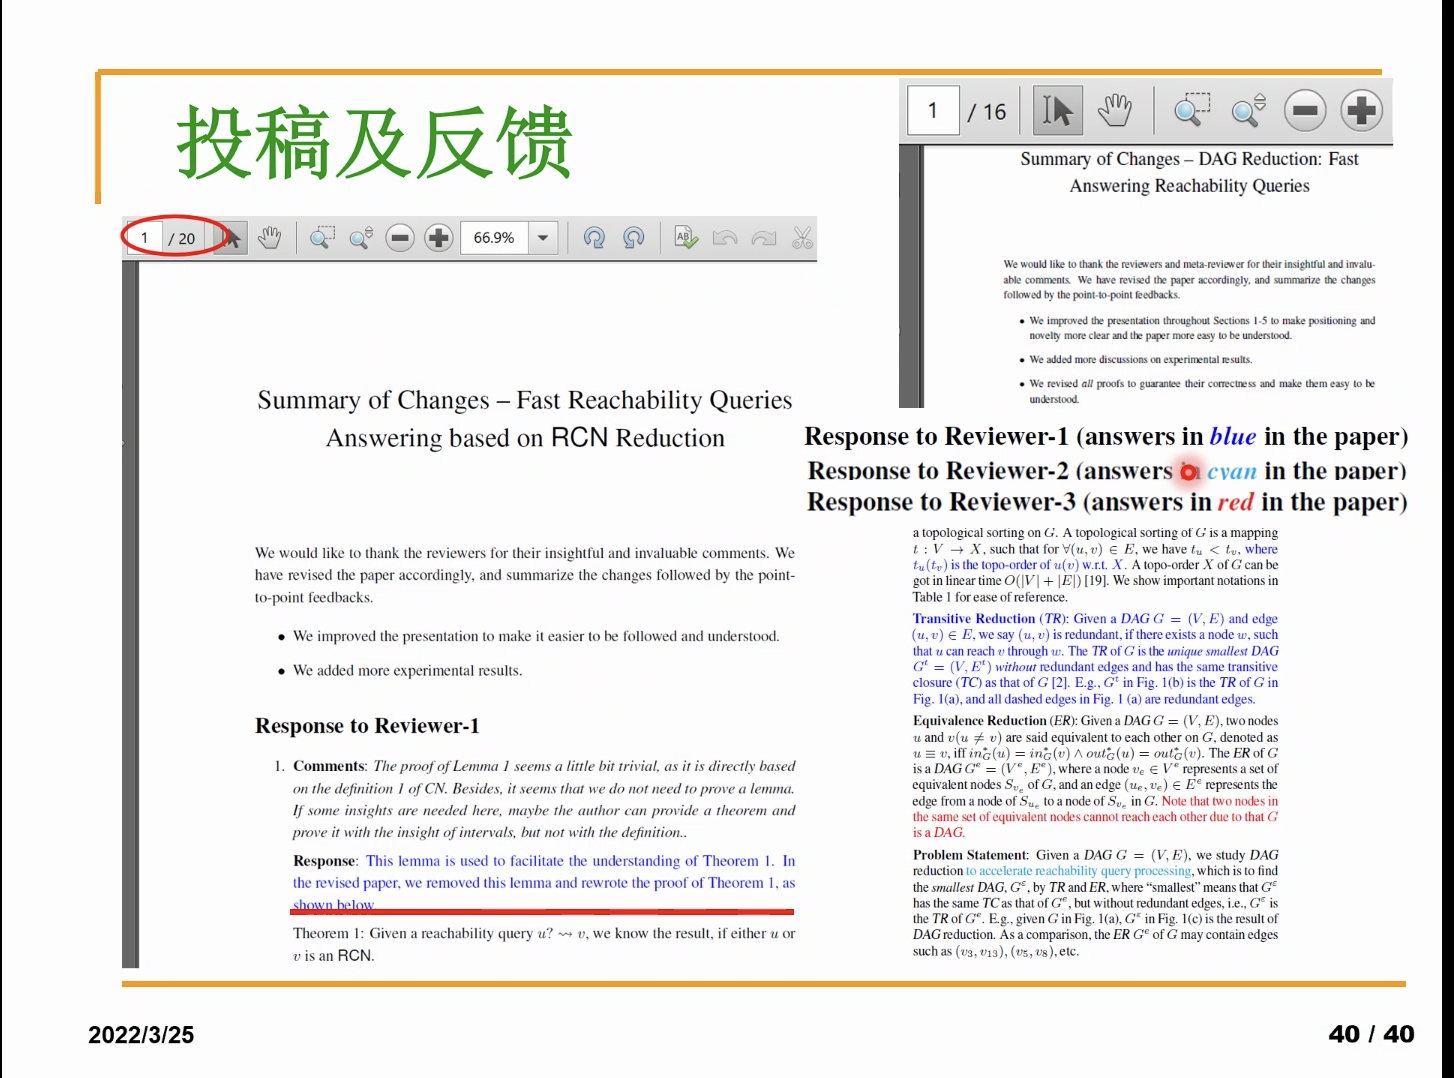 投稿及反馈
1 / 20
66.9%
Summary of Changes – Fast Reachability Queries
Answering based on RCN Reduction
We would like to thank the reviewers for their insightful and invaluable comments. We
have revised the paper accordingly, and summarize the changes followed by the point-
to-point feedbacks.
• We improved the presentation to make it easier to be followed and understood.
• We added more experimental results.
Response to Reviewer-1
1. Comments: The proof of Lemma 1 seems a little bit trivial, as it is directly based
on the definition 1 of CN. Besides, it seems that we do not need to prove a lemma.
If some insights are needed here, maybe the author can provide a theorem and
prove it with the insight of intervals, but not with the definition..
Response: This lemma is used to facilitate the understanding of Theorem 1. In
the revised paper, we removed this lemma and rewrote the proof of Theorem 1, as
shown below.
Theorem 1: Given a reachability query u? ⇝ v, we know the result, if either u or
v is an RCN.
1 / 16
Summary of Changes – DAG Reduction: Fast
Answering Reachability Queries
We would like to thank the reviewers and meta-reviewer for their insightful and invalu-
able comments. We have revised the paper accordingly, and summarize the changes
followed by the point-to-point feedbacks.
• We improved the presentation throughout Sections 1-5 to make positioning and
novelty more clear and the paper more easy to be understood.
• We added more discussions on experimental results.
• We revised all proofs to guarantee their correctness and make them easy to be
understood.
Response to Reviewer-1 (answers in blue in the paper)
Response to Reviewer-2 (answers in cyan in the paper)
Response to Reviewer-3 (answers in red in the paper)
a topological sorting on G. A topological sorting of G is a mapping
t : V → X, such that for ∀(u, v) ∈ E, we have t_u < t_v, where
t_u(t_v) is the topo-order of u(v) w.r.t. X. A topo-order X of G can be
got in linear time O(|V| + |E|) [19]. We show important notations in
Table 1 for ease of reference.
Transitive Reduction (TR): Given a DAG G = (V, E) and edge
(u, v) ∈ E, we say (u, v) is redundant, if there exists a node w, such
that u can reach v through w. The TR of G is the unique smallest DAG
G^t = (V, E^t) without redundant edges and has the same transitive
closure (TC) as that of G [2]. E.g., G^t in Fig. 1(b) is the TR of G in
Fig. 1(a), and all dashed edges in Fig. 1 (a) are redundant edges.
Equivalence Reduction (ER): Given a DAG G = (V, E), two nodes
u and v(u ≠ v) are said equivalent to each other on G, denoted as
u ≡ v, iff in*_G(u) = in*_G(v) ∧ out*_G(u) = out*_G(v). The ER of G
is a DAG G^e = (V^e, E^e), where a node v_e ∈ V^e represents a set of
equivalent nodes S_{v_e} of G, and an edge (u_e, v_e) ∈ E^e represents the
edge from a node of S_{u_e} to a node of S_{v_e} in G. Note that two nodes in
the same set of equivalent nodes cannot reach each other due to that G
is a DAG.
Problem Statement: Given a DAG G = (V, E), we study DAG
reduction to accelerate reachability query processing, which is to find
the smallest DAG, G^ε, by TR and ER, where “smallest” means that G^ε
has the same TC as that of G^e, but without redundant edges, i.e., G^ε is
the TR of G^e. E.g., given G in Fig. 1(a), G^ε in Fig. 1(c) is the result of
DAG reduction. As a comparison, the ER G^e of G may contain edges
such as (v_3, v_13), (v_5, v_8), etc.
2022/3/25
40 / 40